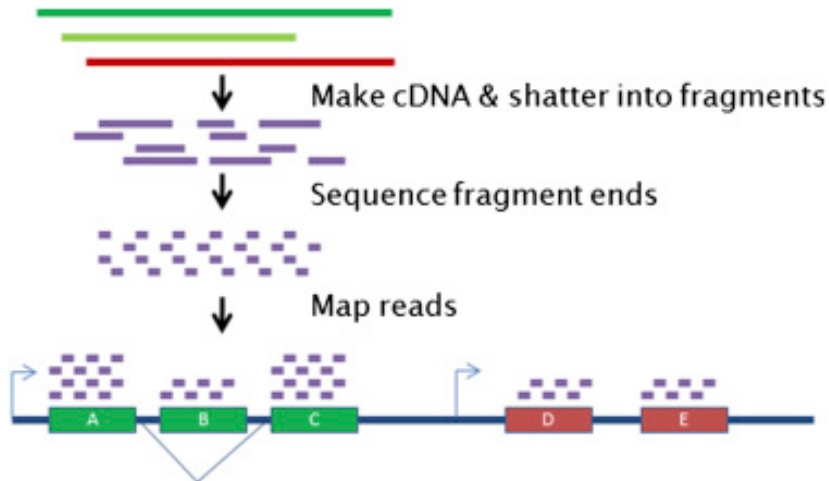 Make cDNA & shatter into fragments
Sequence fragment ends
Map reads
A B C D E